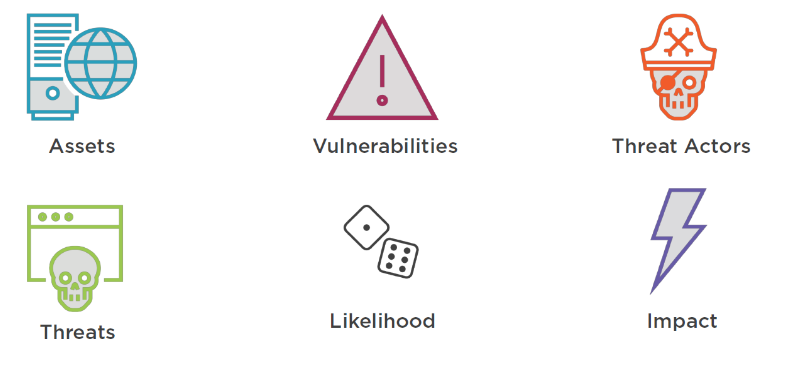 Assets
Vulnerabilities
Threat Actors
Threats
Likelihood
Impact